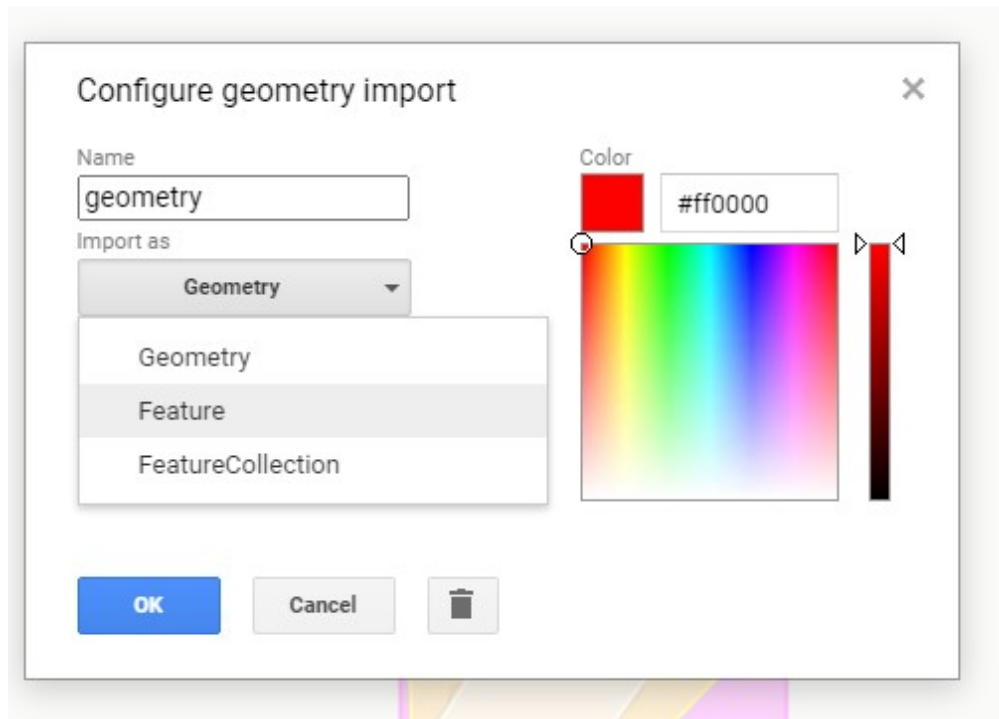 Configure geometry import
Name
geometry
Import as
Geometry
Geometry
Feature
FeatureCollection
Color
#ff0000
OK
Cancel